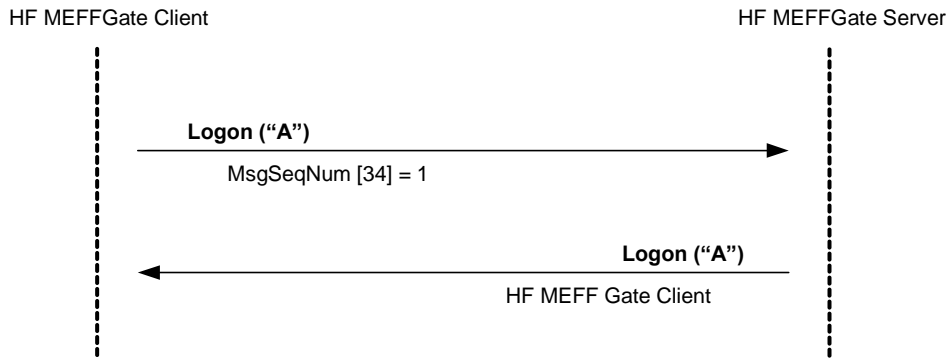 HF MEFFGate Client
HF MEFFGate Server
Logon (“A”)
MsgSeqNum [34] = 1
Logon (“A”)
HF MEFF Gate Client